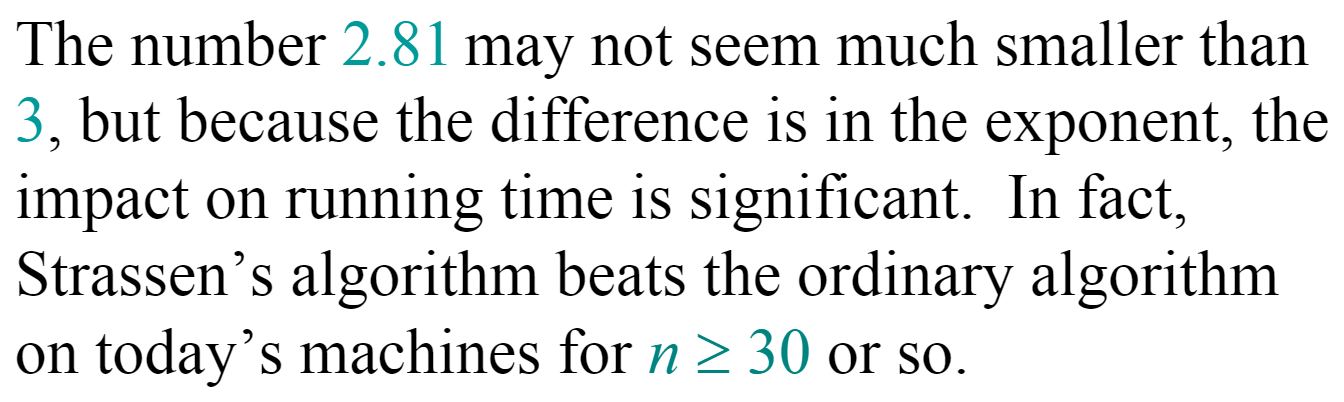 The number 2.81 may not seem much smaller than
3, but because the difference is in the exponent, the
impact on running time is significant.  In fact,
Strassen’s algorithm beats the ordinary algorithm
on today’s machines for n ≥ 30 or so.